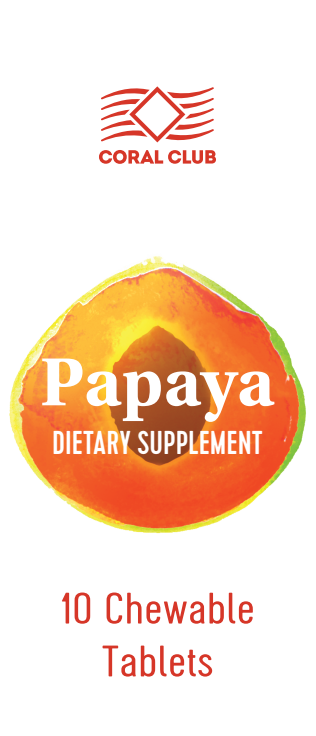 CORAL CLUB
Papaya
DIETARY SUPPLEMENT
10 Chewable
Tablets